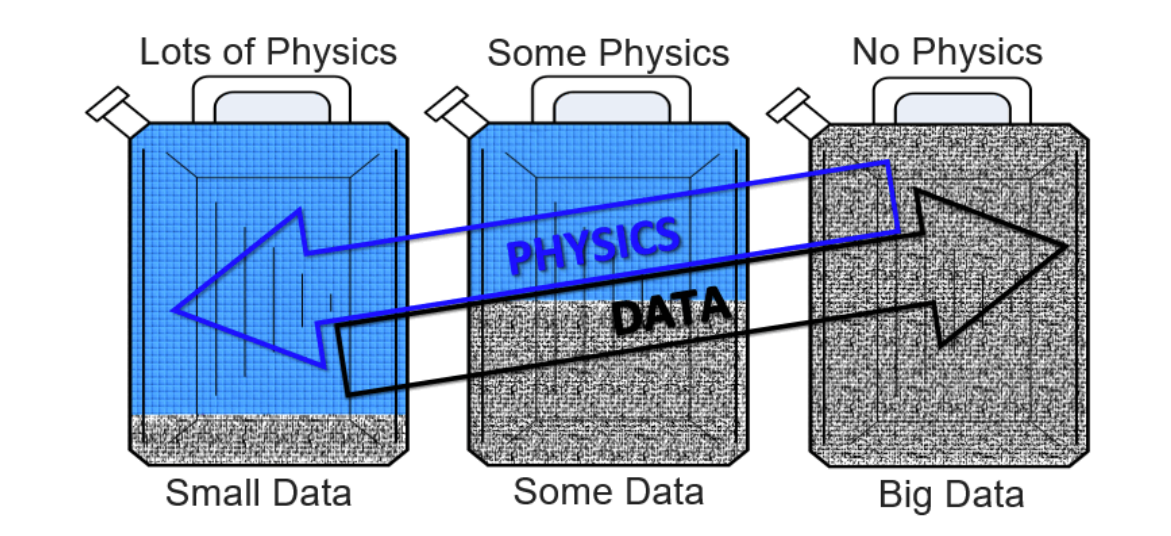 Lots of Physics
Some Physics
No Physics
PHYSICS
DATA
Small Data
Some Data
Big Data